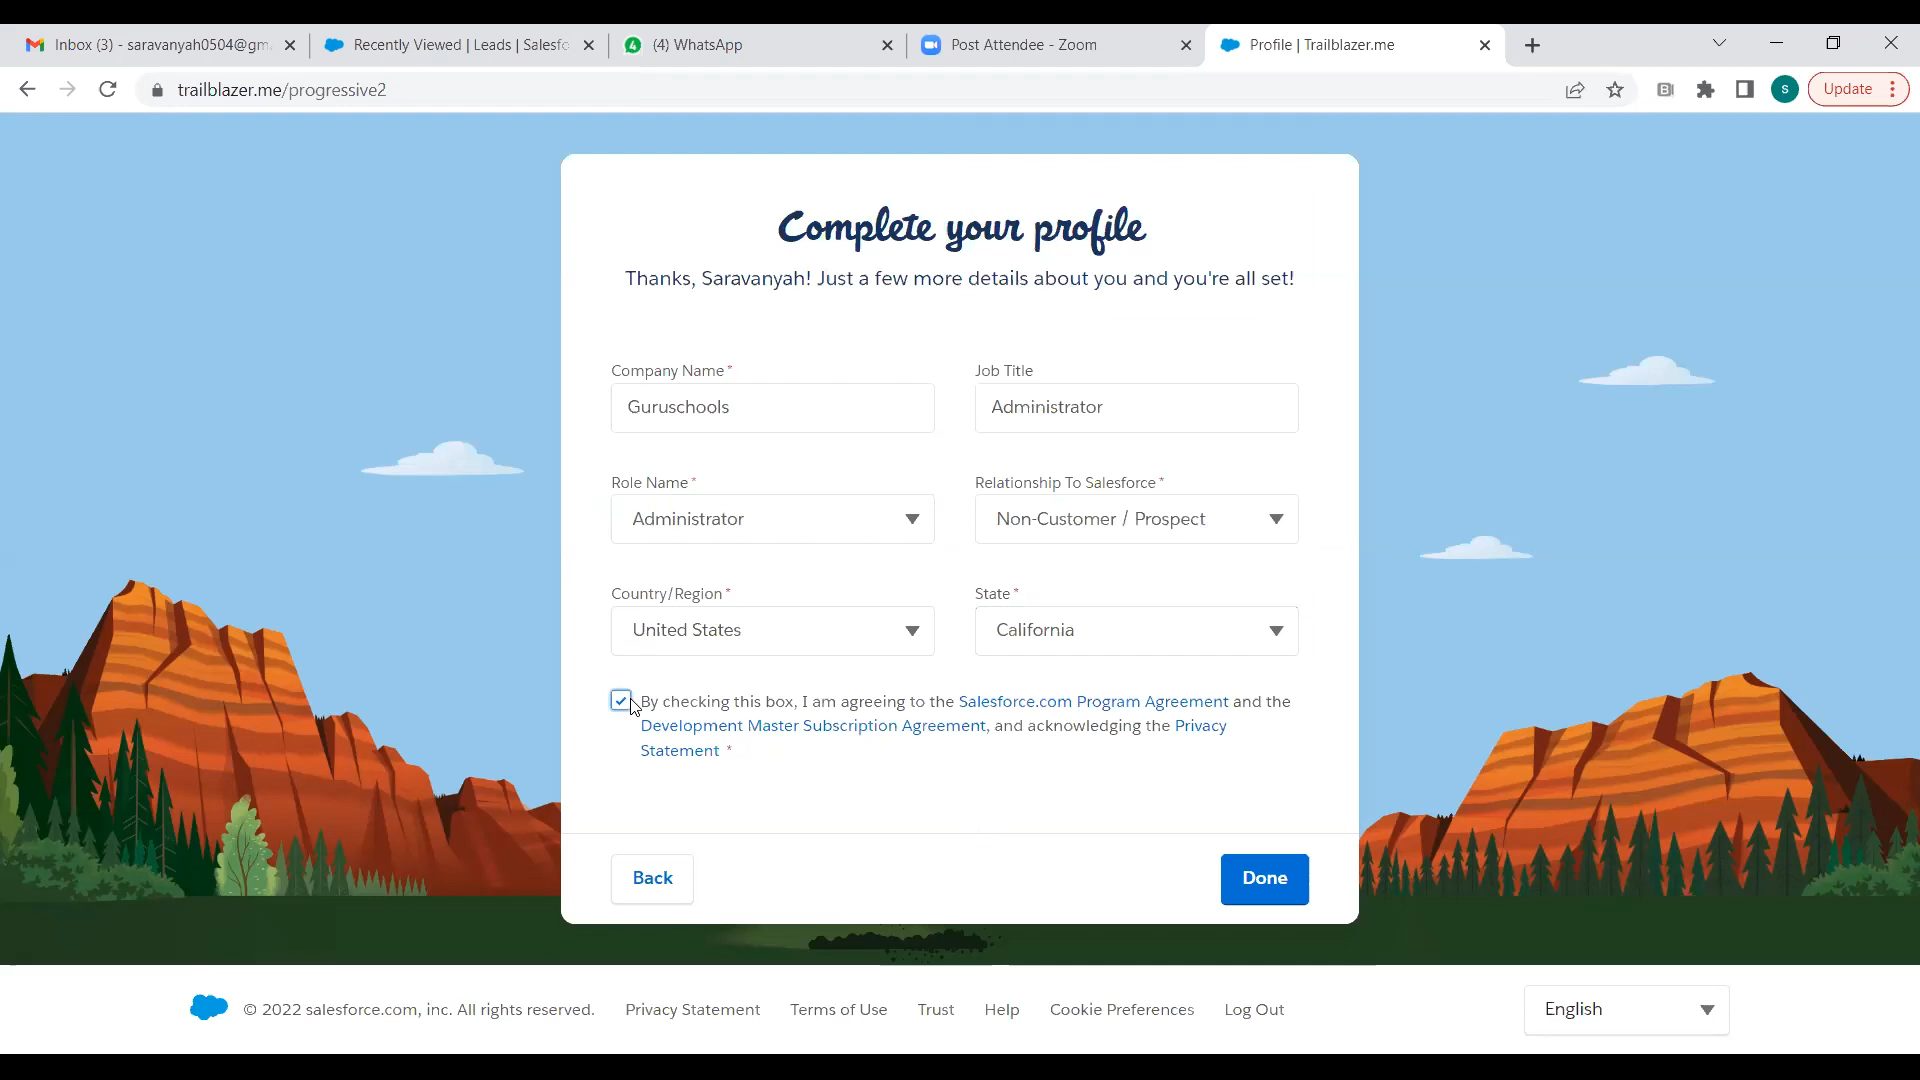 Inbox (3) - saravanyah0504@gm
Recently Viewed | Leads | Salesfo
4
(4) WhatsApp
Post Attendee - Zoom
Profile | Trailblazer.me
trailblazer.me/progressive2
S
Update
Complete your profile
Thanks, Saravanyah! Just a few more details about you and you're all set!
Company Name*
Job Title
Guruschools
Administrator
Role Name*
Relationship To Salesforce*
Administrator
Non-Customer / Prospect
Country/Region*
State*
United States
California
By checking this box, I am agreeing to the Salesforce.com Program Agreement and the
Development Master Subscription Agreement, and acknowledging the Privacy
Statement *
Back
Done
© 2022 salesforce.com, inc. All rights reserved.
Privacy Statement
Terms of Use
Trust
Help
Cookie Preferences
Log Out
English